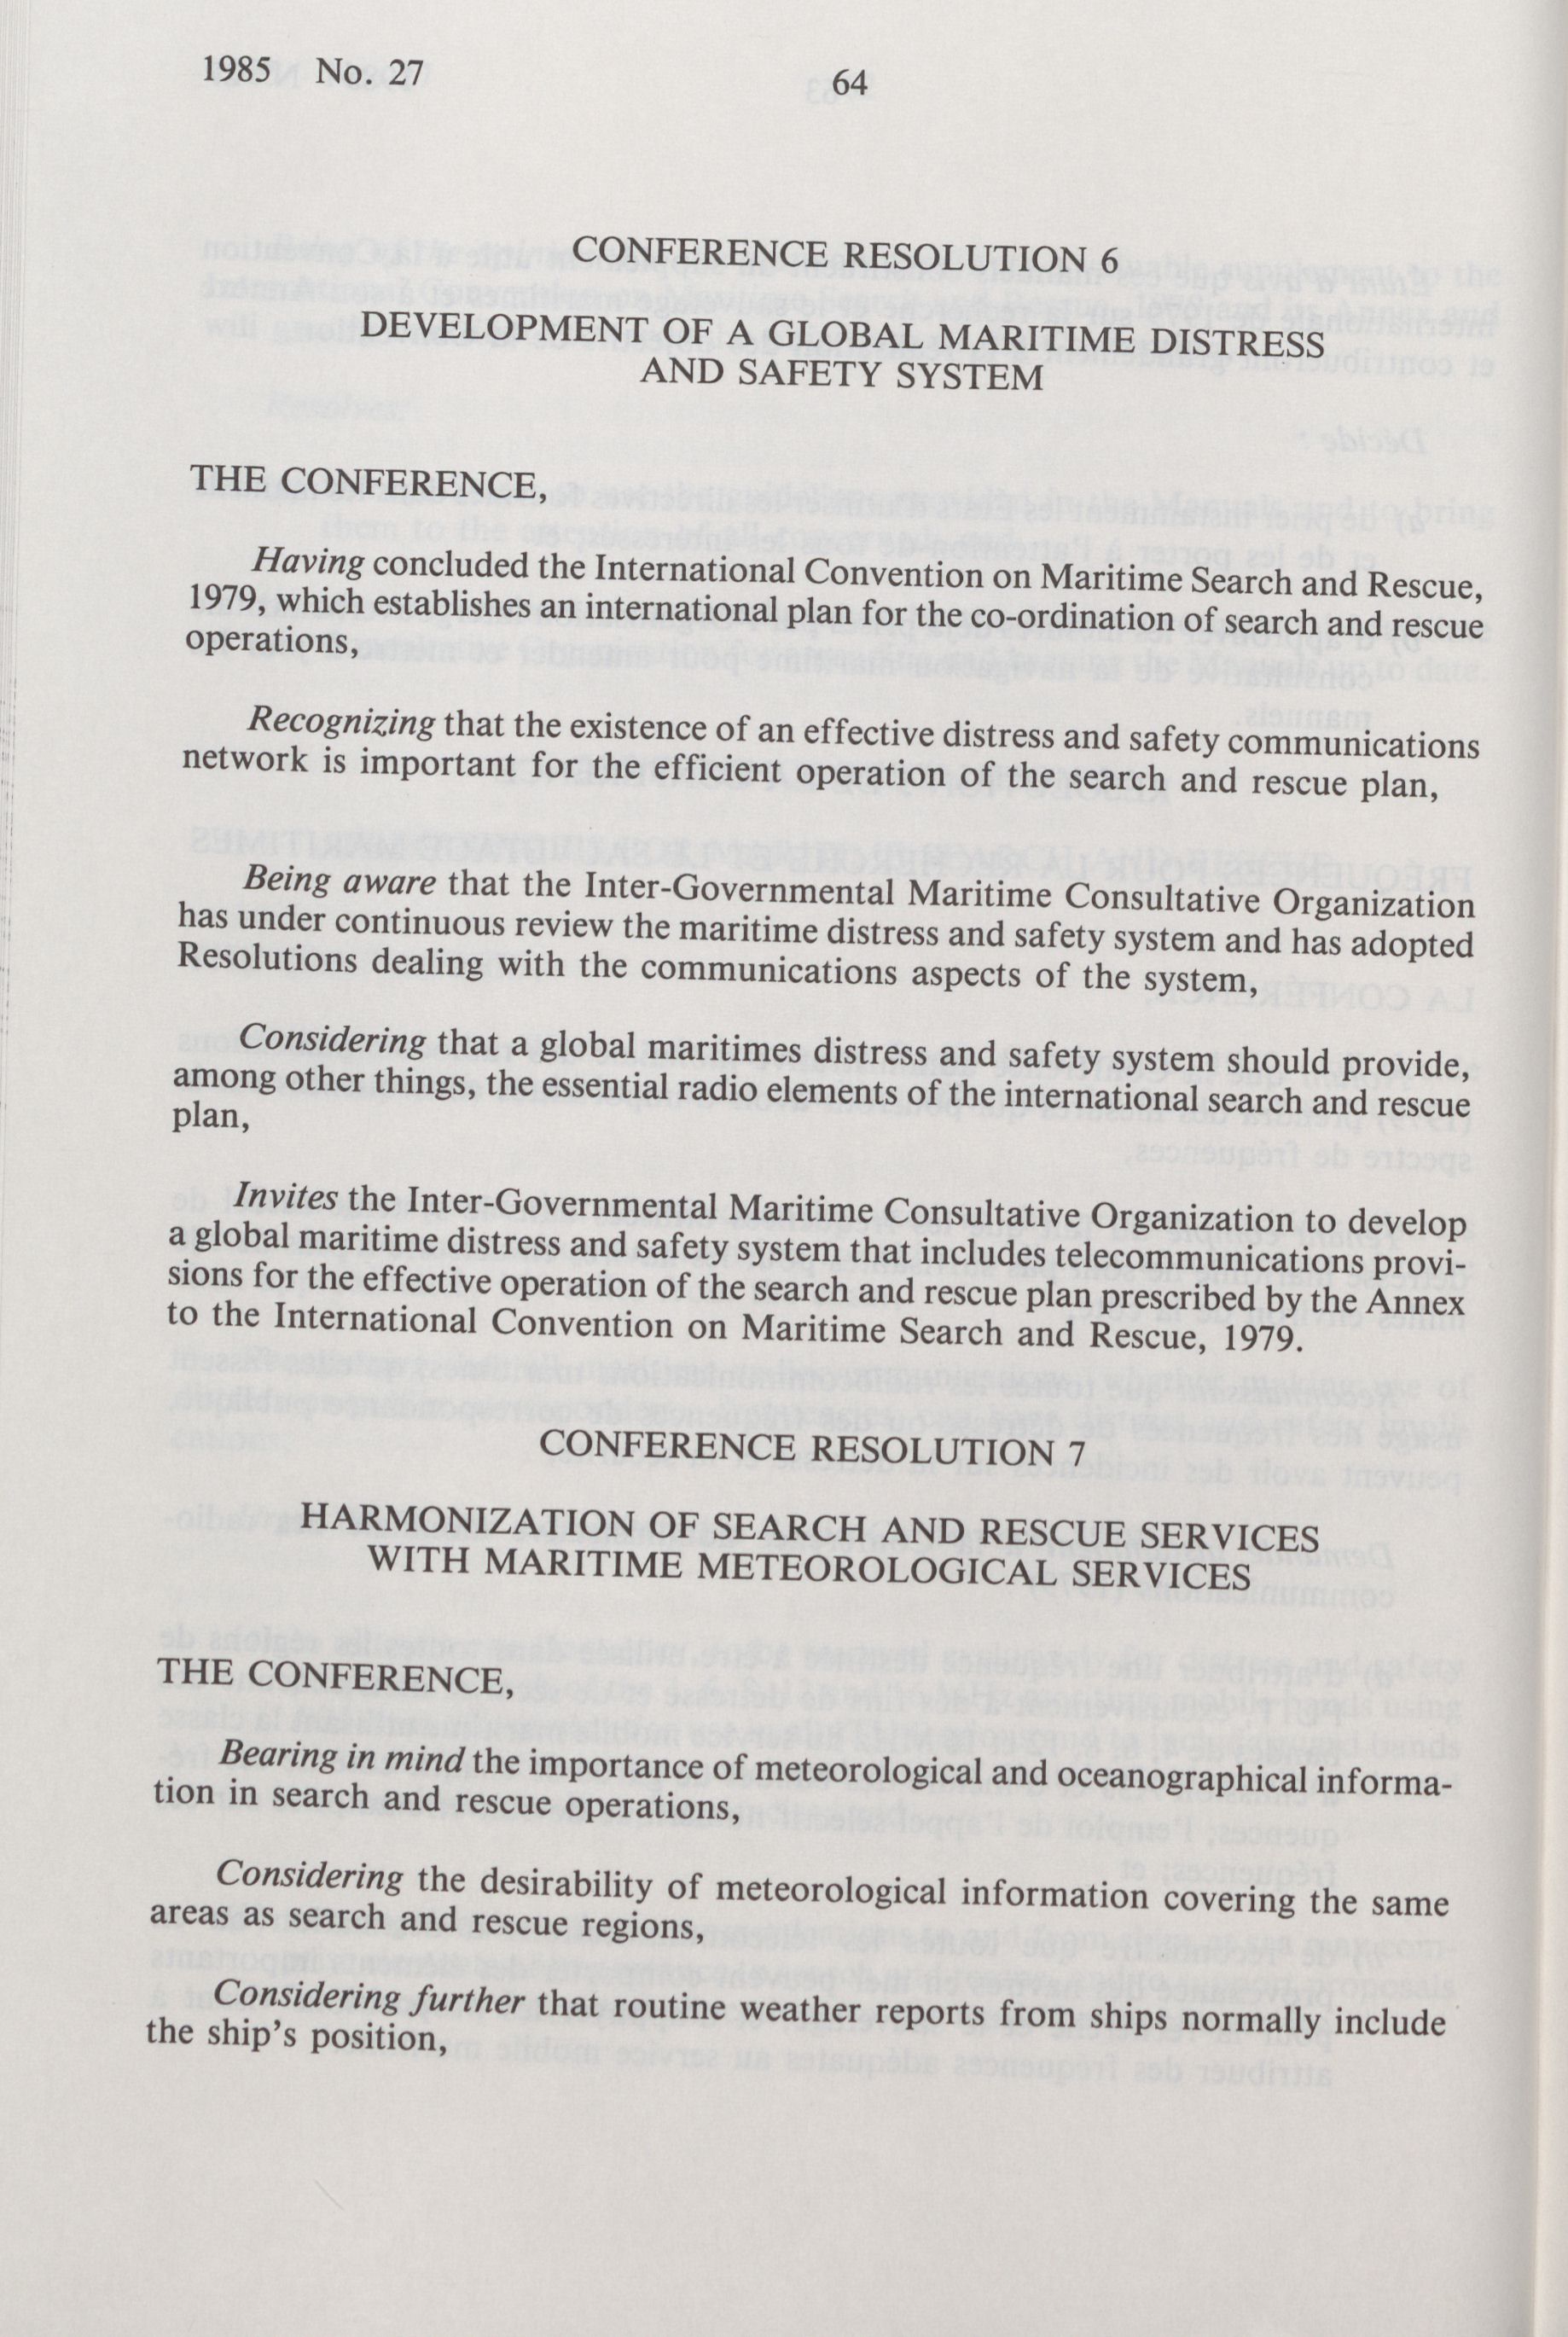 1985 No. 27
64
CONFERENCE RESOLUTION 6
DEVELOPMENT OF A GLOBAL MARITIME DISTRESS
AND SAFETY SYSTEM
THE CONFERENCE,
Having concluded the International Convention on Maritime Search and Rescue,
1979, which establishes an international plan for the co-ordination of search and rescue
operations,
Recognizing that the existence of an effective distress and safety communications
network is important for the efficient operation of the search and rescue plan,
Being aware that the Inter-Governmental Maritime Consultative Organization
has under continuous review the maritime distress and safety system and has adopted
Resolutions dealing with the communications aspects of the system,
Considering that a global maritimes distress and safety system should provide,
among other things, the essential radio elements of the international search and rescue
plan,
Invites the Inter-Governmental Maritime Consultative Organization to develop
a global maritime distress and safety system that includes telecommunications provi-
sions for the effective operation of the search and rescue plan prescribed by the Annex
to the International Convention on Maritime Search and Rescue, 1979.
CONFERENCE RESOLUTION 7
HARMONIZATION OF SEARCH AND RESCUE SERVICES
WITH MARITIME METEOROLOGICAL SERVICES
THE CONFERENCE,
Bearing in mind the importance of meteorological and oceanographical informa-
tion in search and rescue operations,
Considering the desirability of meteorological information covering the same
areas as search and rescue regions,
Considering further that routine weather reports from ships normally include
the ship's position,